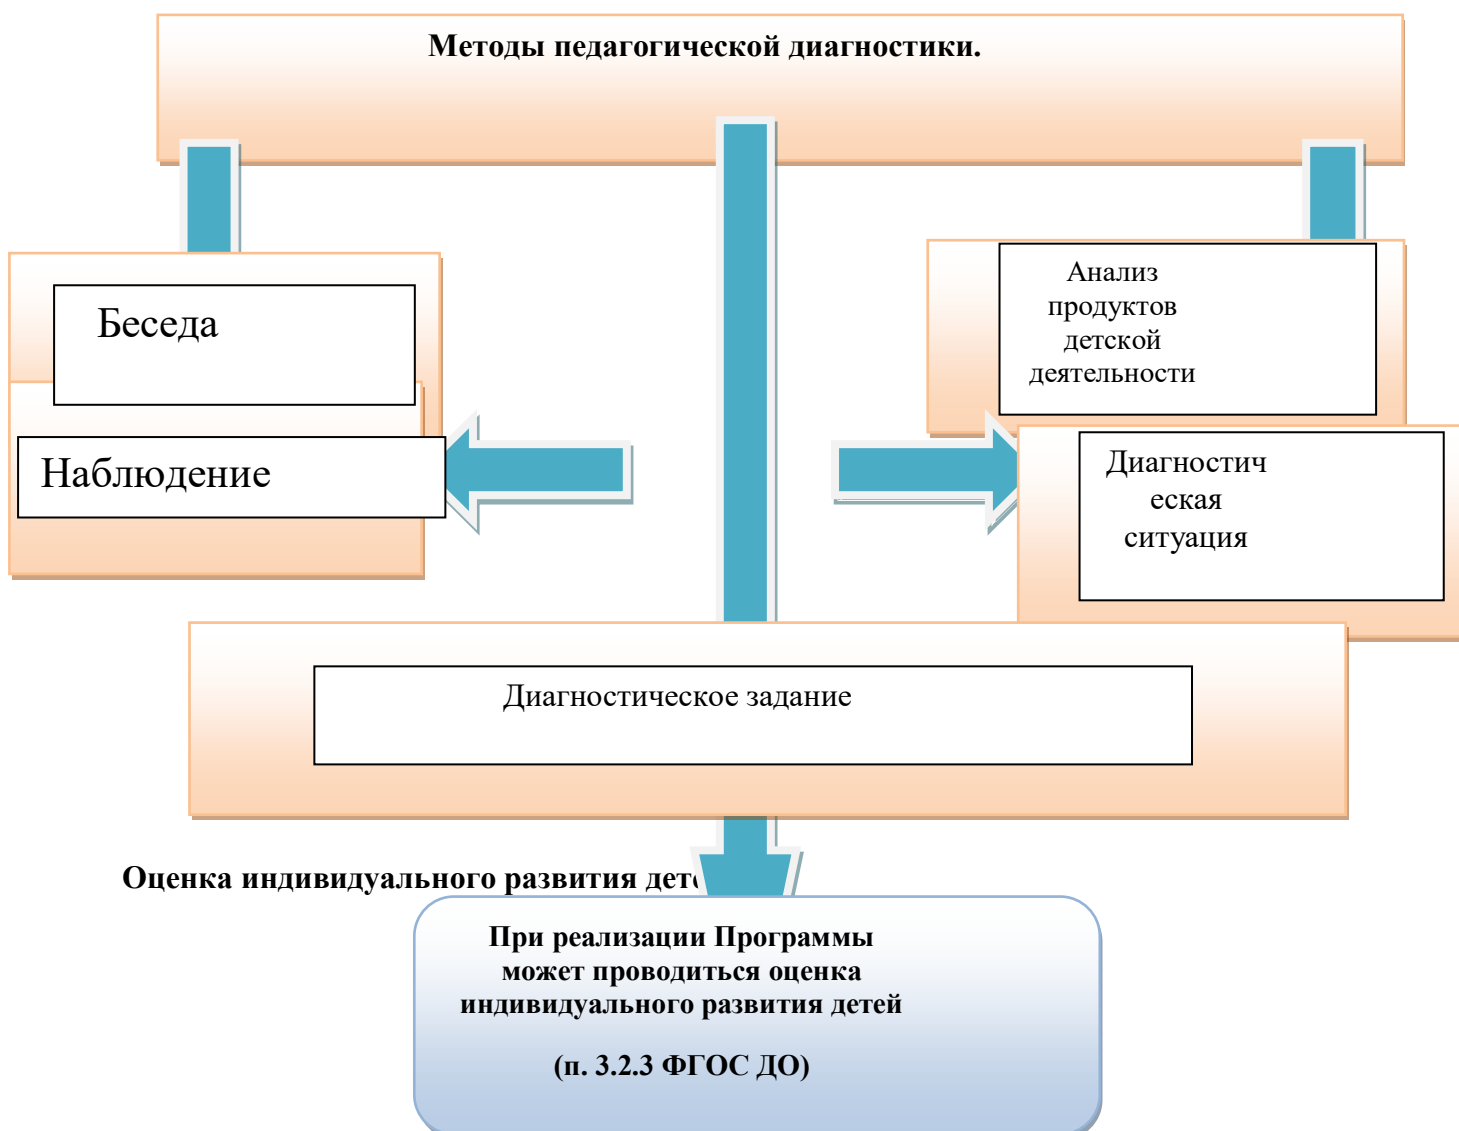 Методы педагогической диагностики.
Беседа
Наблюдение
Анализ
продуктов
детской
деятельности
Диагностич
еская
ситуация
Диагностическое задание
Оценка индивидуального развития дете
При реализации Программы
может проводиться оценка
индивидуального развития детей
(п. 3.2.3 ФГОС ДО)